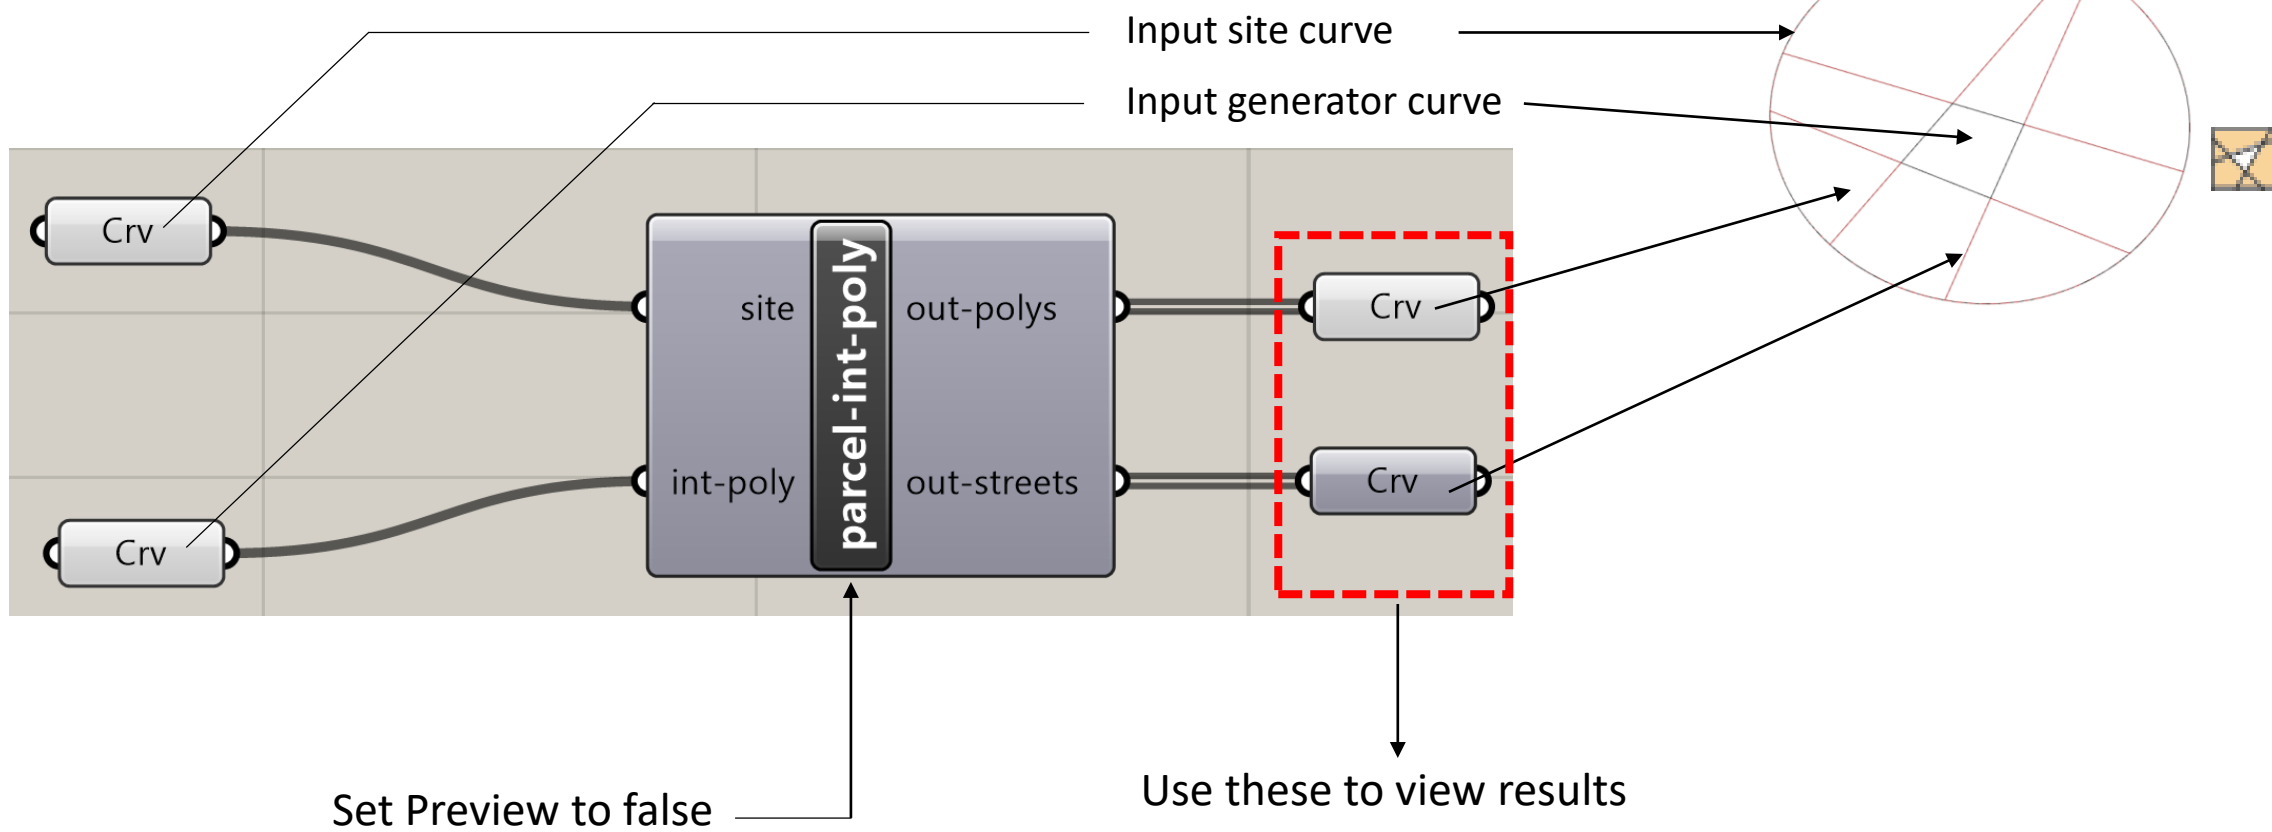 Input site curve
Input generator curve
Crv
Crv
site
int-poly
parcel-int-poly
out-polys
out-streets
Crv
Crv
Set Preview to false
Use these to view results